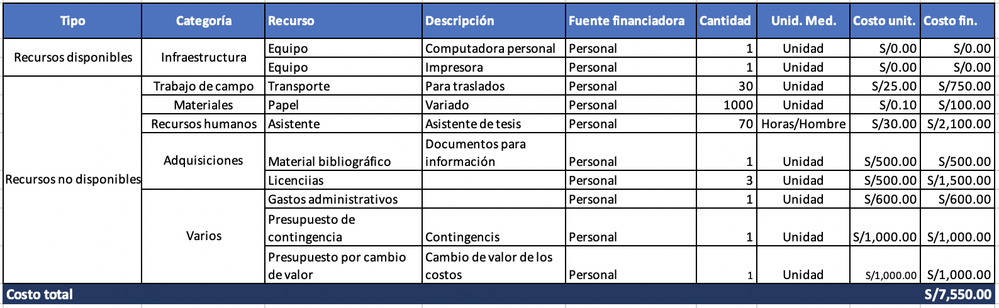 Tipo Categoría Recurso Descripción Fuente financiadora Cantidad Unid. Med. Costo unit. Costo fin.
Recursos disponibles Infraestructura Equipo Computadora personal Personal 1 Unidad S/0.00 S/0.00
Equipo Impresora Personal 1 Unidad S/0.00 S/0.00
Recursos no disponibles Trabajo de campo Transporte Para traslados Personal 30 Unidad S/25.00 S/750.00
Materiales Papel Variado Personal 1000 Unidad S/0.10 S/100.00
Recursos humanos Asistente Asistente de tesis Personal 70 Horas/Hombre S/30.00 S/2,100.00
Adquisiciones Material bibliográfico Documentos para
información Personal 1 Unidad S/500.00 S/500.00
Licenciias Personal 3 Unidad S/500.00 S/1,500.00
Varios Gastos administrativos Personal 1 Unidad S/600.00 S/600.00
Presupuesto de
contingencia Contingencis Personal 1 Unidad S/1,000.00 S/1,000.00
Presupuesto por cambio Cambio de valor de los
de valor costos Personal 1 Unidad S/1,000.00 S/1,000.00
Costo total S/7,550.00